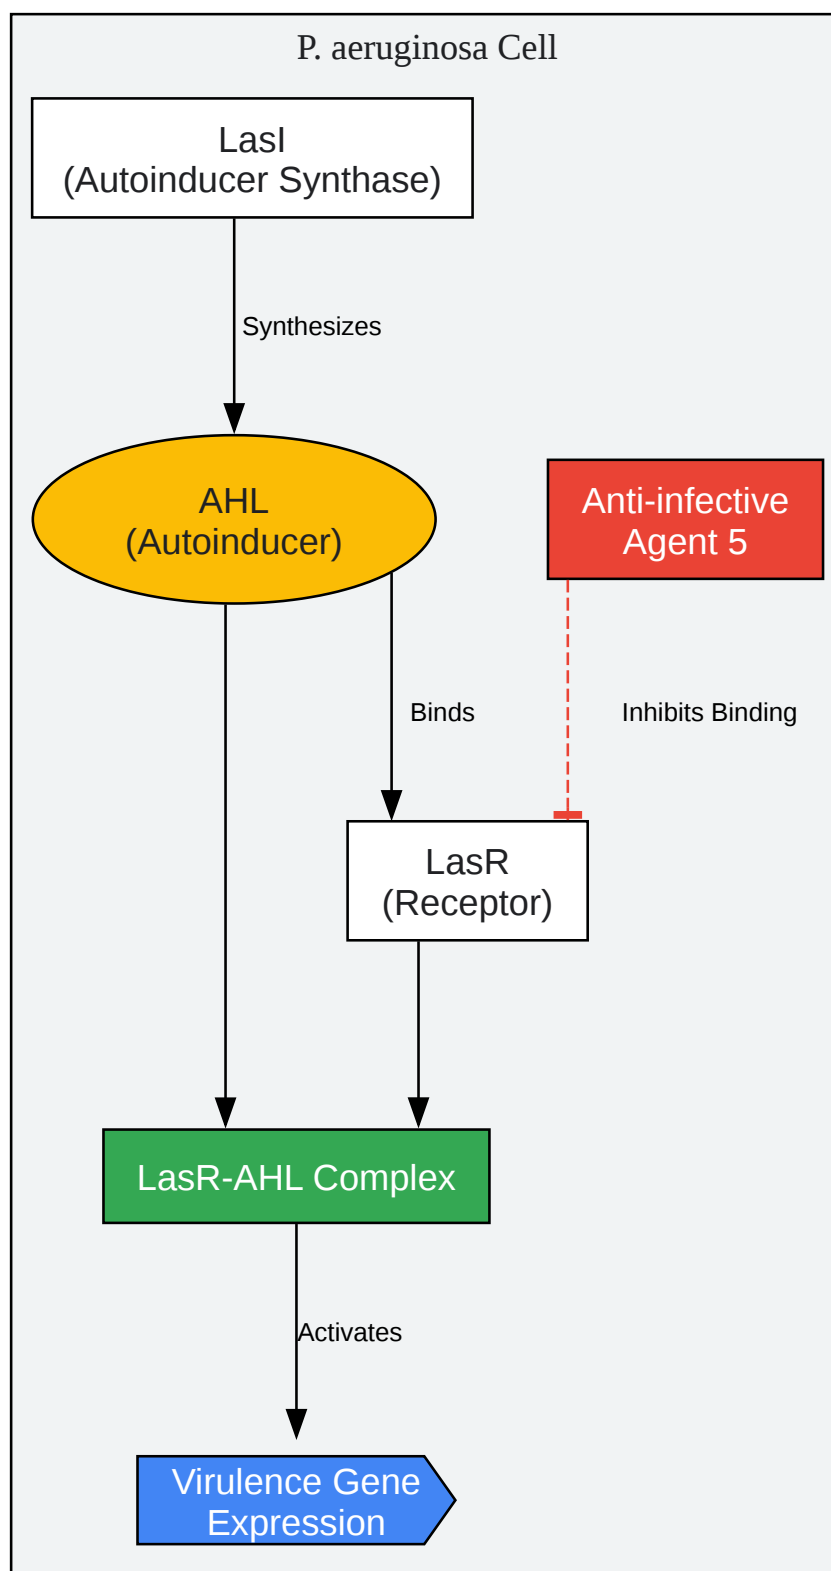 P. aeruginosa Cell
LasI
(Autoinducer Synthase)
Synthesizes
AHL
(Autoinducer)
Anti-infective
Agent 5
Binds
Inhibits Binding
LasR
(Receptor)
LasR-AHL Complex
Activates
Virulence Gene
Expression